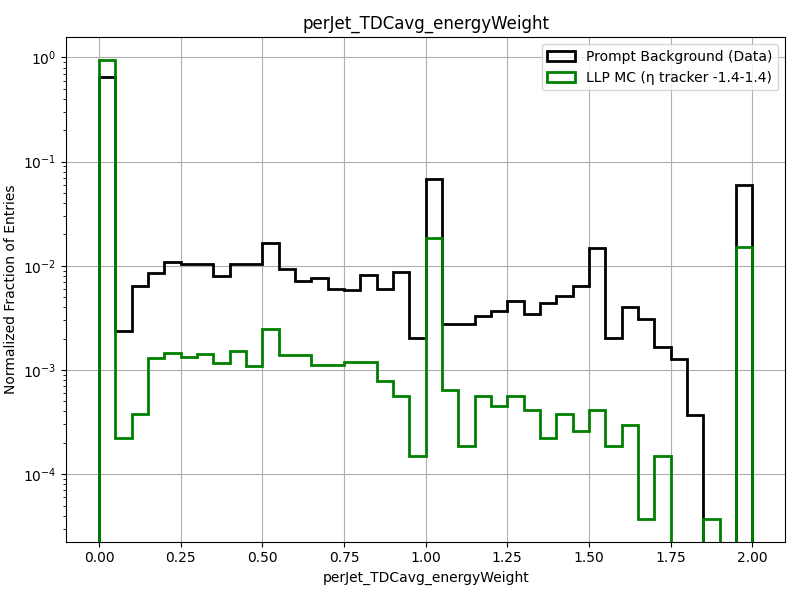 perJet_TDCavg_energyWeight
Prompt Background (Data)
LLP MC (η tracker -1.4-1.4)
Normalized Fraction of Entries
10⁰
10⁻¹
10⁻²
10⁻³
10⁻⁴
0.00 0.25 0.50 0.75 1.00 1.25 1.50 1.75 2.00
perJet_TDCavg_energyWeight